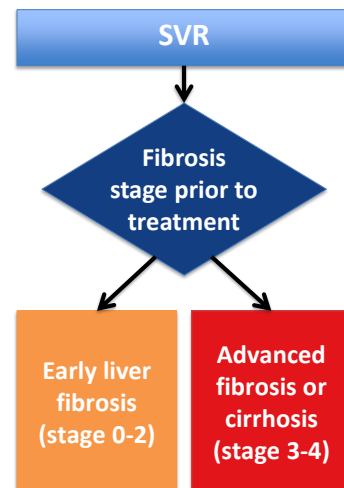 SVR
Fibrosis
stage prior to
treatment
Early liver
fibrosis
(stage 0-2)
Advanced
fibrosis or
cirrhosis
(stage 3-4)